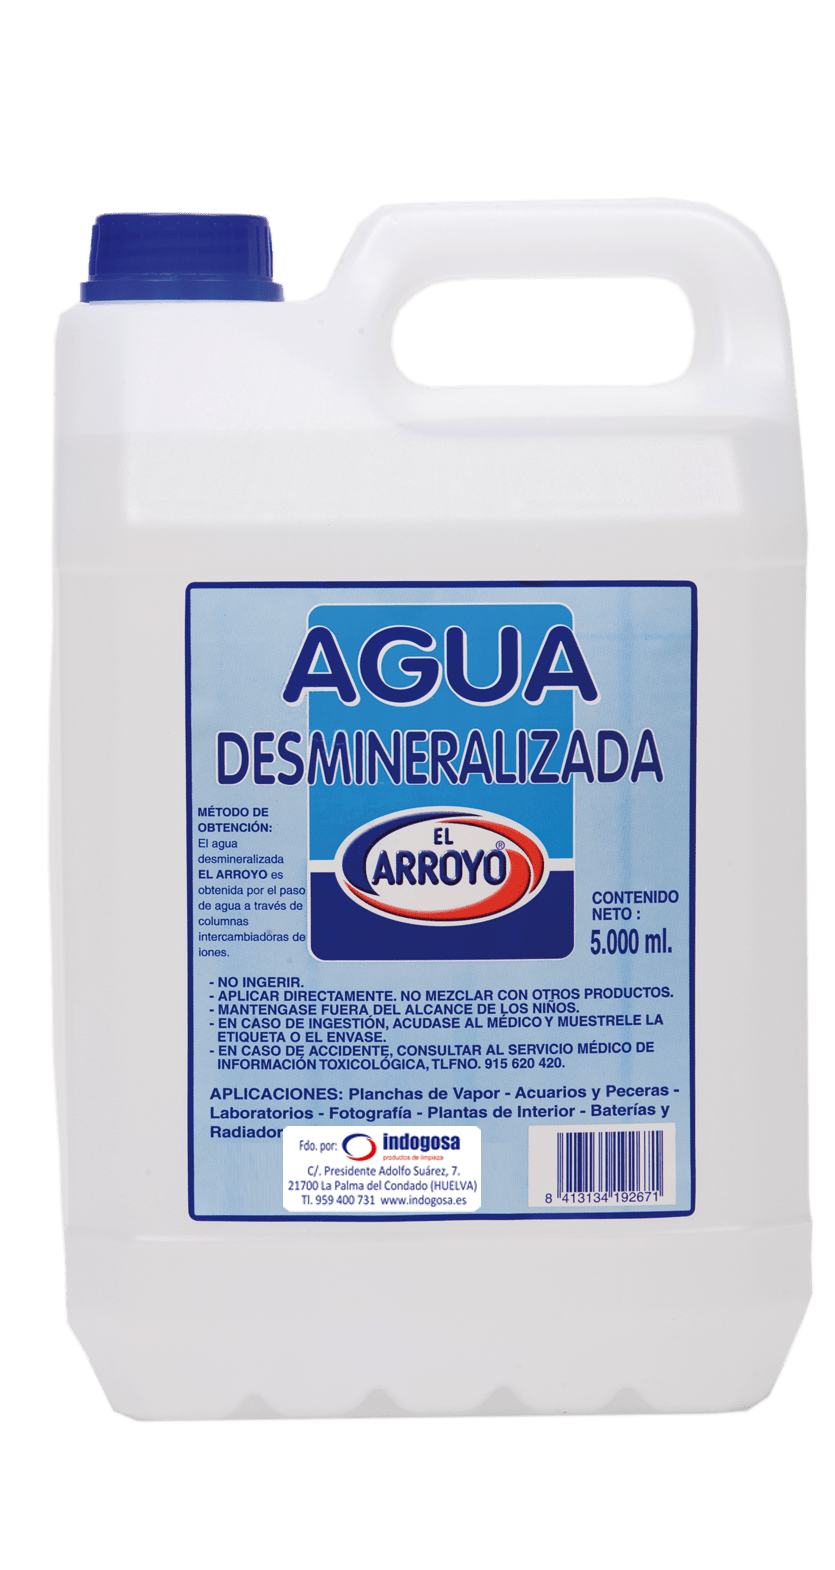 AGUA
DESMINERALIZADA
MÉTODO DE
OBTENCIÓN:
El agua
desmineralizada
EL ARROYO es
obtenida por el paso
de agua a través de
columnas
intercambiadoras de
iones.
EL
ARROYO®
CONTENIDO
NETO :
5.000 ml.
- NO INGERIR.
- APLICAR DIRECTAMENTE. NO MEZCLAR CON OTROS PRODUCTOS.
- MANTENGASE FUERA DEL ALCANCE DE LOS NIÑOS.
- EN CASO DE INGESTIÓN, ACUDASE AL MÉDICO Y MUESTRELE LA
ETIQUETA O EL ENVASE.
- EN CASO DE ACCIDENTE, CONSULTAR AL SERVICIO MÉDICO DE
INFORMACIÓN TOXICOLÓGICA, TLFNO. 915 620 420.
APLICACIONES: Planchas de Vapor - Acuarios y Peceras -
Laboratorios - Fotografía - Plantas de Interior - Baterías y
Radiador
Fdo. por: indogosa
productos de limpieza
C/. Presidente Adolfo Suárez, 7.
21700 La Palma del Condado (HUELVA)
Tl. 959 400 731 www.indogosa.es
8 413134 192671